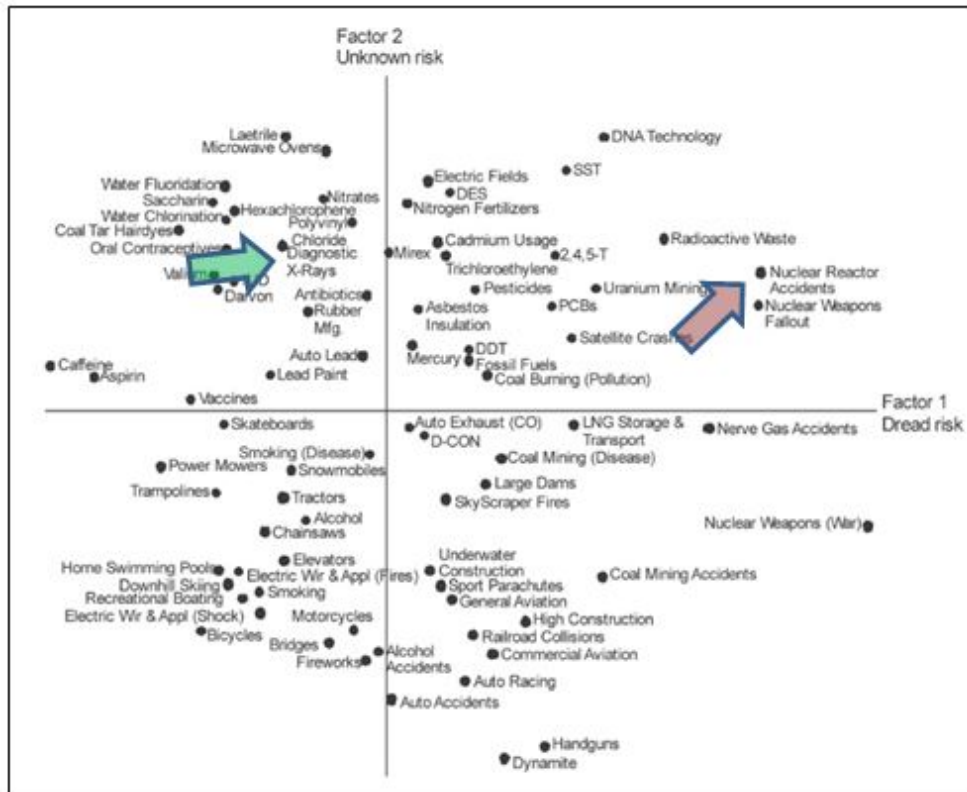 Factor 2
Unknown risk
Laetrile
Microwave Ovens
DNA Technology
SST
Electric Fields
Water Fluoridation
DES
Saccharin
Nitrates
Nitrogen Fertilizers
Hexachlorophene
Water Chlorination
Polyvinyl
Coal Tar Hairdyes
Chloride
Oral Contraceptives
Diagnostic
X-Rays
Cadmium Usage
Radioactive Waste
Mirex
Trichloroethylene
2,4,5-T
Nuclear Reactor
Accidents
Darvon
Antibiotics
Pesticides
Uranium Mining
Rubber
Mfg.
Asbestos
Insulation
PCBs
Nuclear Weapons
Fallout
Satellite Crashes
Mercury
DDT
Auto Lead
Fossil Fuels
Caffeine
Aspirin
Lead Paint
Coal Burning (Pollution)
Vaccines
Factor 1
Dread risk
Skateboards
Auto Exhaust (CO)
D-CON
LNG Storage &
Transport
Nerve Gas Accidents
Smoking (Disease)
Coal Mining (Disease)
Power Mowers
Snowmobiles
Large Dams
Trampolines
Tractors
SkyScraper Fires
Alcohol
Chainsaws
Nuclear Weapons (War)
Elevators
Underwater
Construction
Home Swimming Pools
Electric Wir & Appl (Fires)
Coal Mining Accidents
Downhill Skiing
Smoking
Sport Parachutes
Recreational Boating
General Aviation
Electric Wir & Appl (Shock)
Motorcycles
High Construction
Bicycles
Railroad Collisions
Bridges
Fireworks
Alcohol
Accidents
Commercial Aviation
Auto Racing
Auto Accidents
Handguns
Dynamite